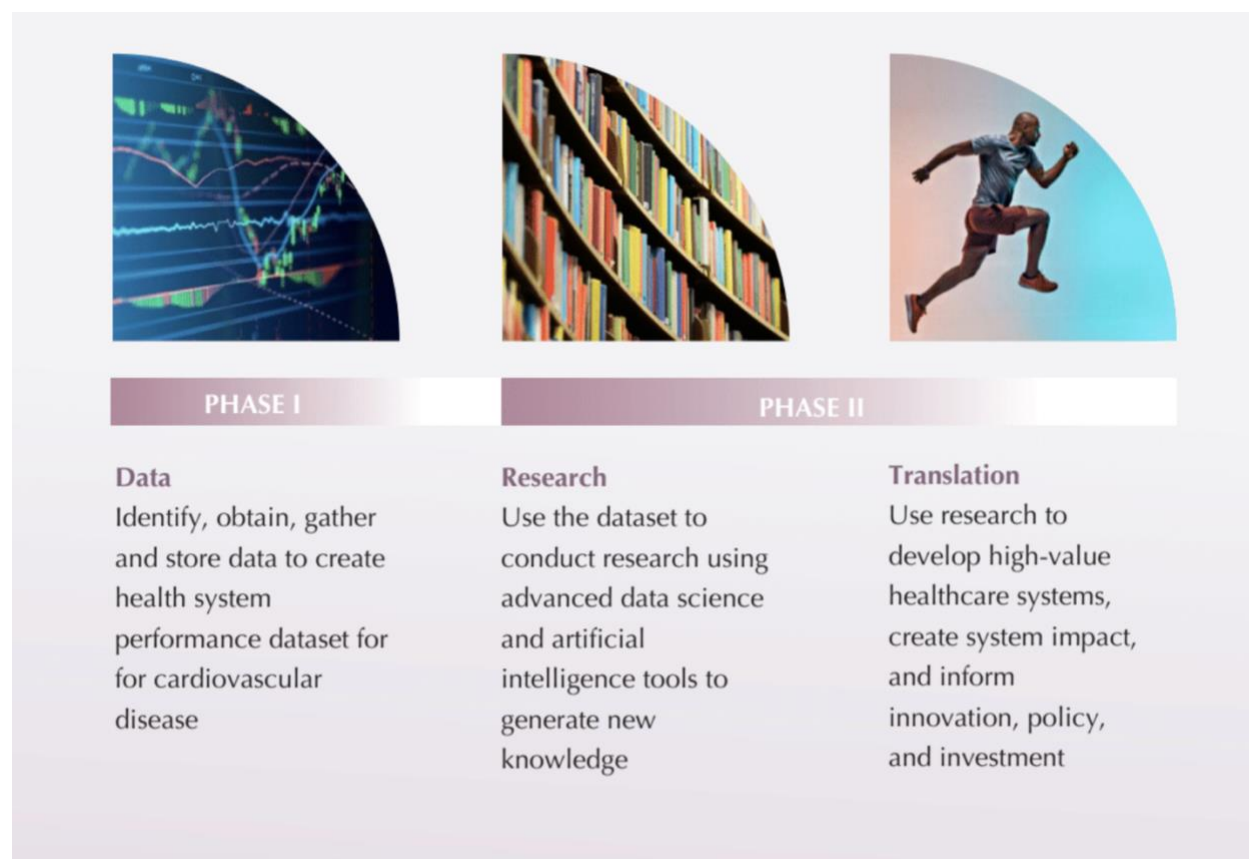 PHASE I
PHASE II
Data
Identify, obtain, gather
and store data to create
health system
performance dataset for
for cardiovascular
disease
Research
Use the dataset to
conduct research using
advanced data science
and artificial
intelligence tools to
generate new
knowledge
Translation
Use research to
develop high-value
healthcare systems,
create system impact,
and inform
innovation, policy,
and investment